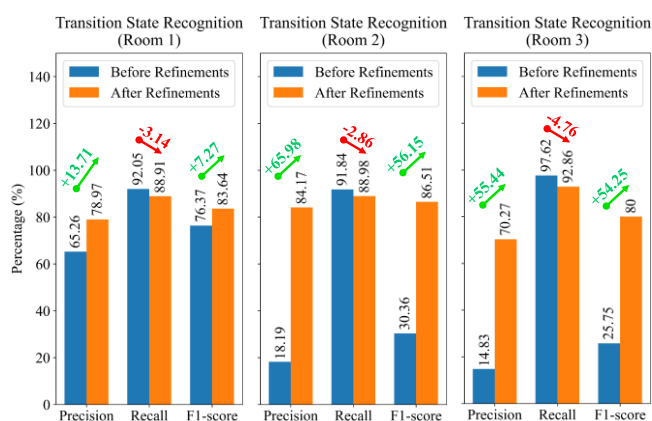 Transition State Recognition
(Room 1)
Transition State Recognition
(Room 2)
Transition State Recognition
(Room 3)
Percentage (%)
140
120
100
80
60
40
20
0
Before Refinements
After Refinements
+13.71
-3.14
+7.27
65.26
78.97
92.05
88.91
76.37
83.64
Precision
Recall
F1-score
Before Refinements
After Refinements
+65.98
-2.86
+56.15
18.19
84.17
91.84
88.98
30.36
86.51
Precision
Recall
F1-score
Before Refinements
After Refinements
+55.44
-4.76
+54.25
14.83
70.27
97.62
92.86
25.75
80
Precision
Recall
F1-score